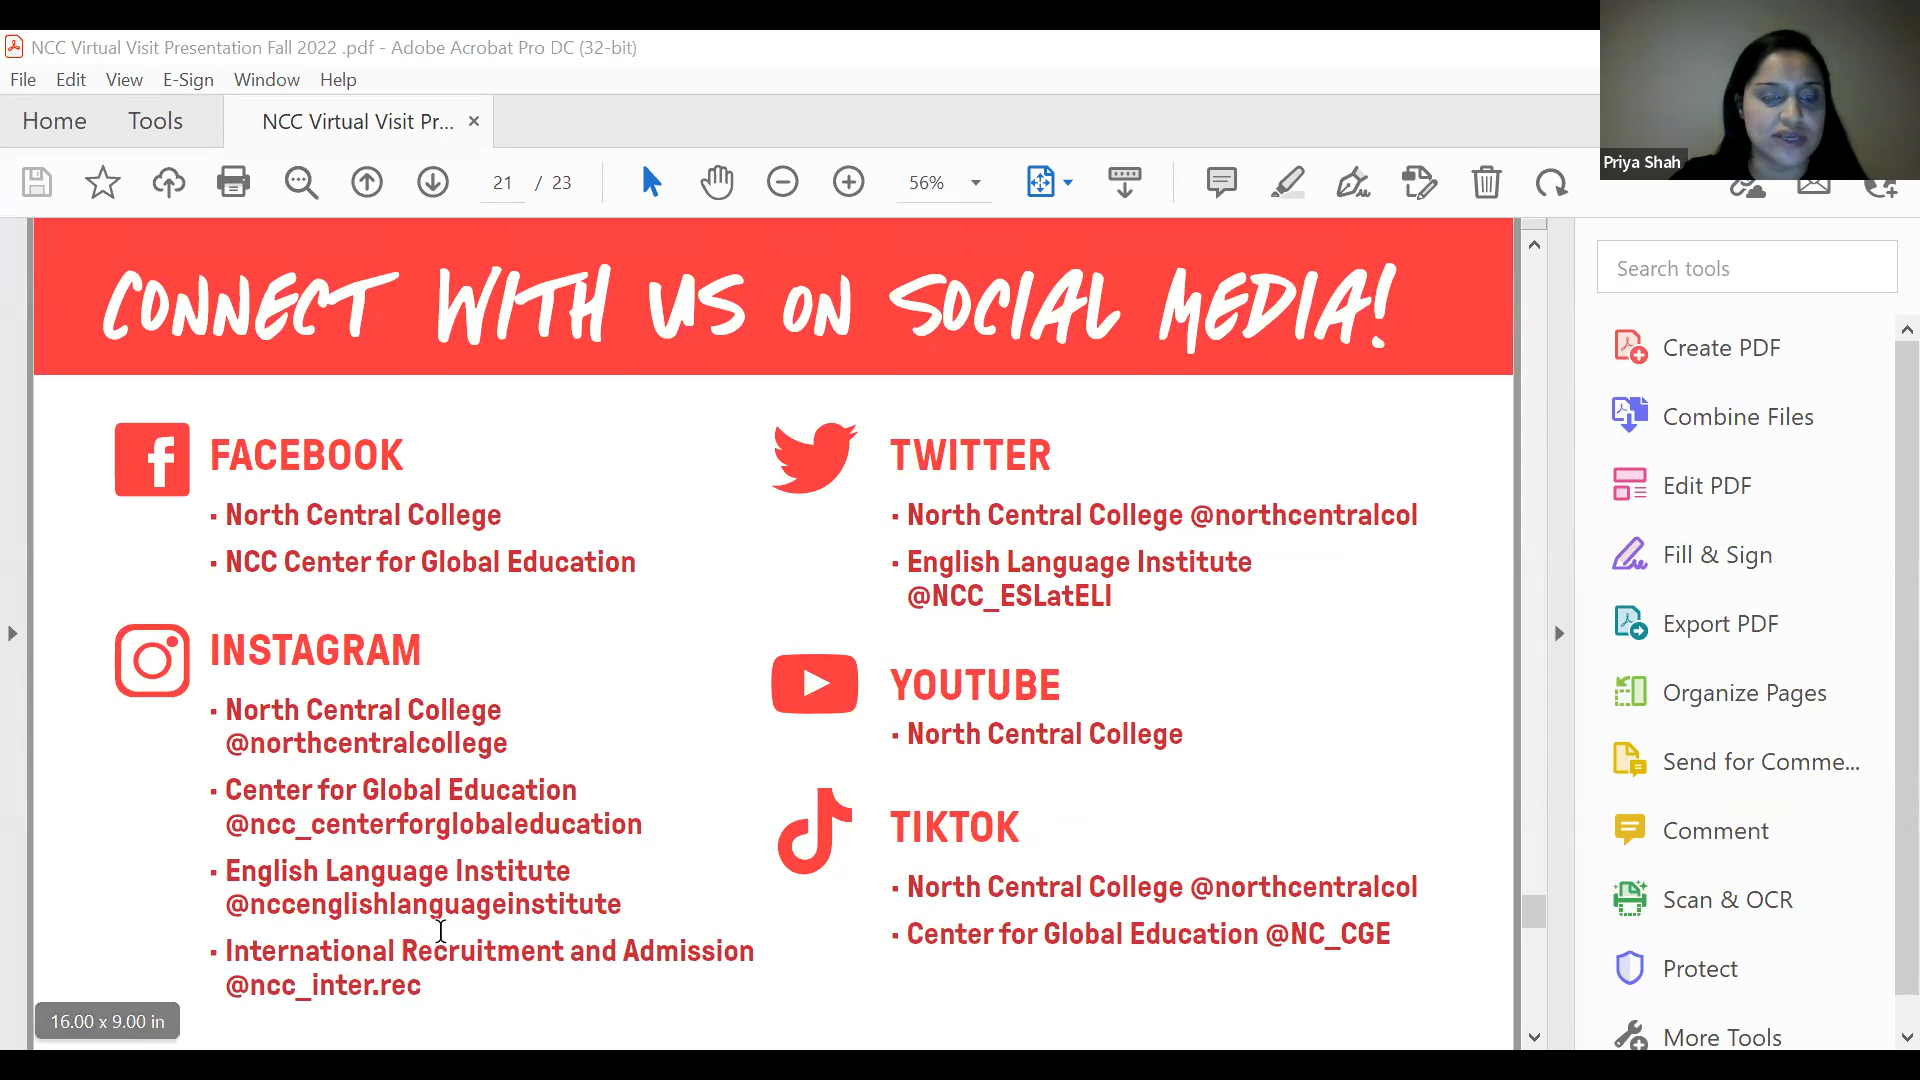 NCC Virtual Visit Presentation Fall 2022 .pdf - Adobe Acrobat Pro DC (32-bit)
File Edit View E-Sign Window Help
Home Tools NCC Virtual Visit Pr... ×
21 / 23 56%
Priya Shah
CONNECT WITH US ON SOCIAL MEDIA!
FACEBOOK
· North Central College
· NCC Center for Global Education
INSTAGRAM
· North Central College
@northcentralcollege
· Center for Global Education
@ncc_centerforglobaleducation
· English Language Institute
@nccenglishlanguageinstitute
· International Recruitment and Admission
@ncc_inter.rec
TWITTER
· North Central College @northcentralcol
· English Language Institute
@NCC_ESLatELI
YOUTUBE
· North Central College
TIKTOK
· North Central College @northcentralcol
· Center for Global Education @NC_CGE
16.00 x 9.00 in
Search tools
Create PDF
Combine Files
Edit PDF
Fill & Sign
Export PDF
Organize Pages
Send for Comme...
Comment
Scan & OCR
Protect
More Tools